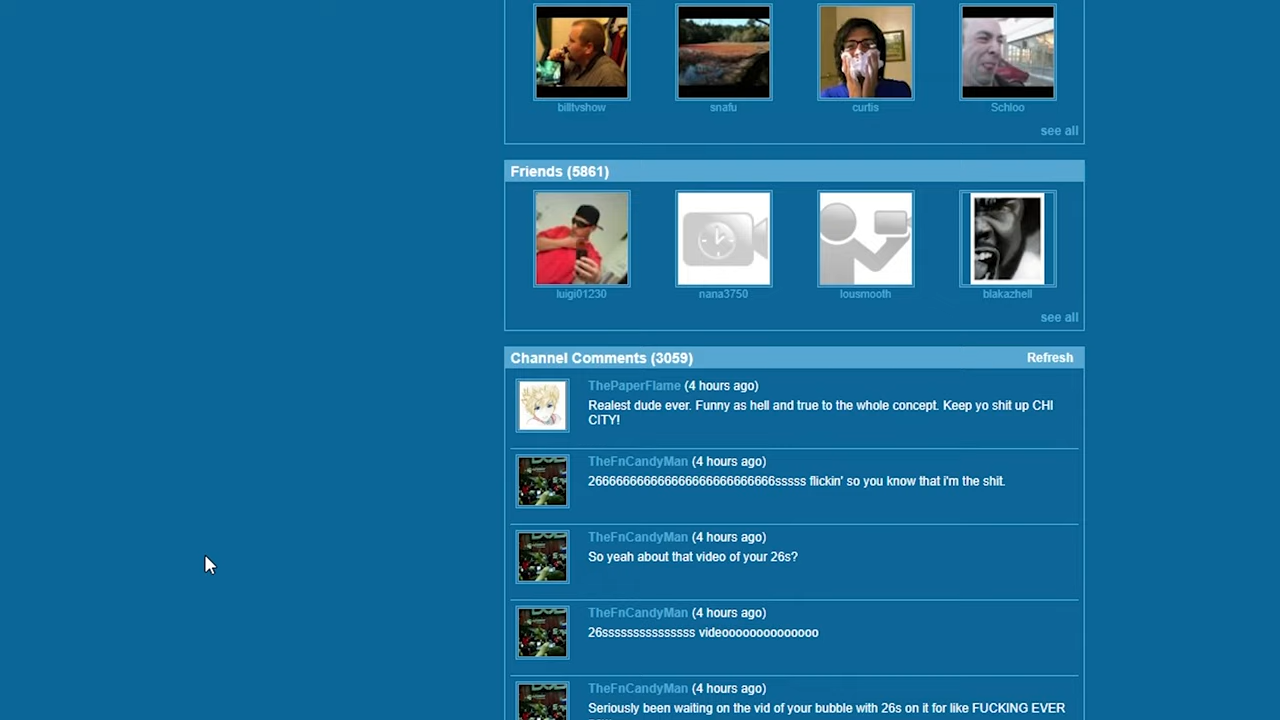 billtvshow snafu curtis Schloo
see all
Friends (5861)
luigi01230 nana3750 lousmooth blakazhell
see all
Channel Comments (3059) Refresh
ThePaperFlame (4 hours ago)
Realest dude ever. Funny as hell and true to the whole concept. Keep yo shit up CHI
CITY!
TheFnCandyMan (4 hours ago)
26666666666666666666666666sssss flickin' so you know that i'm the shit.
TheFnCandyMan (4 hours ago)
So yeah about that video of your 26s?
TheFnCandyMan (4 hours ago)
26sssssssssssssss videoooooooooooooo
TheFnCandyMan (4 hours ago)
Seriously been waiting on the vid of your bubble with 26s on it for like FUCKING EVER